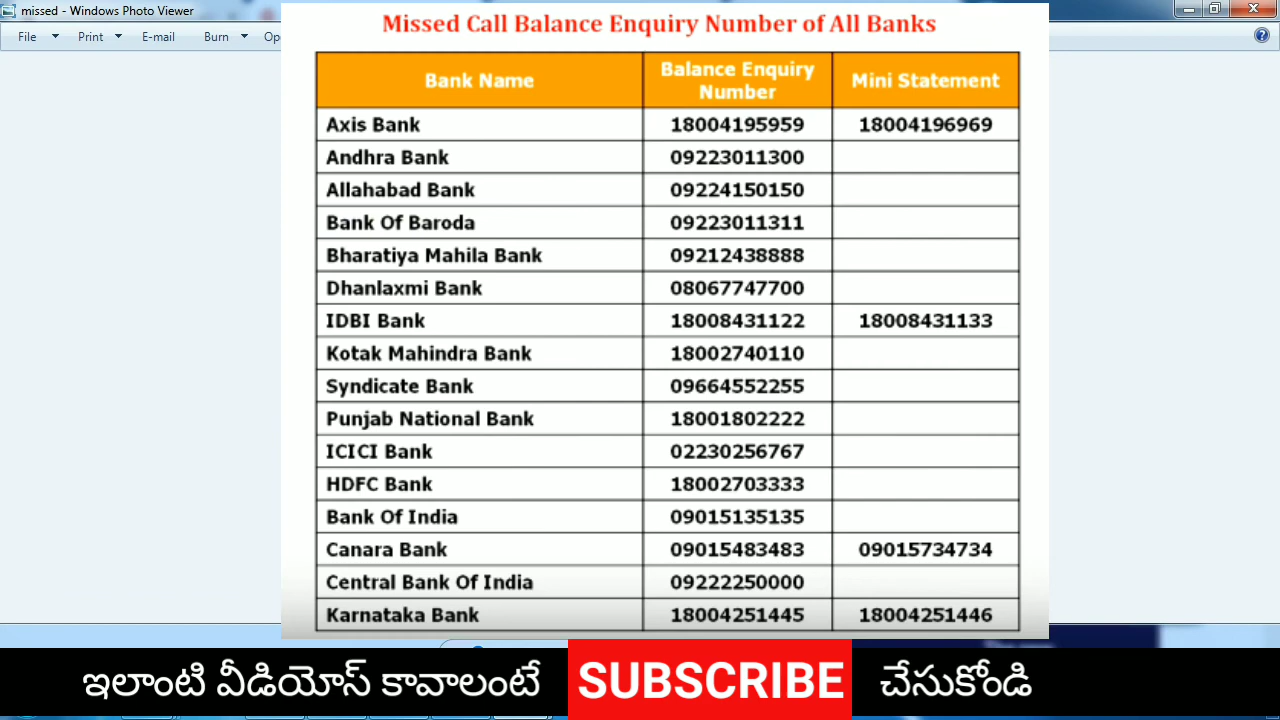 missed - Windows Photo Viewer
File Print E-mail Burn
Missed Call Balance Enquiry Number of All Banks
Bank Name Balance Enquiry Number Mini Statement
Axis Bank 18004195959 18004196969
Andhra Bank 09223011300
Allahabad Bank 09224150150
Bank Of Baroda 09223011311
Bharatiya Mahila Bank 09212438888
Dhanlaxmi Bank 08067747700
IDBI Bank 18008431122 18008431133
Kotak Mahindra Bank 18002740110
Syndicate Bank 09664552255
Punjab National Bank 18001802222
ICICI Bank 02230256767
HDFC Bank 18002703333
Bank Of India 09015135135
Canara Bank 09015483483 09015734734
Central Bank Of India 09222250000
Karnataka Bank 18004251445 18004251446
ఇలాంటి వీడియోస్ కావాలంటే SUBSCRIBE చేసుకోండి